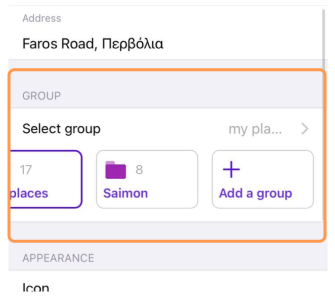 Address
Faros Road, Περβόλια
GROUP
Select group my pla...
17 8
places Saimon Add a group
APPEARANCE
Icon